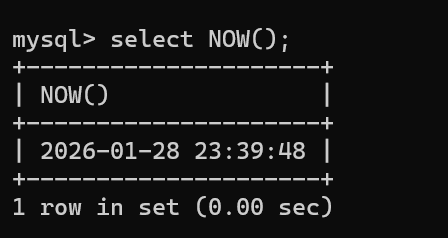 mysql> select NOW();
+---------------------+
| NOW()               |
+---------------------+
| 2026-01-28 23:39:48 |
+---------------------+
1 row in set (0.00 sec)